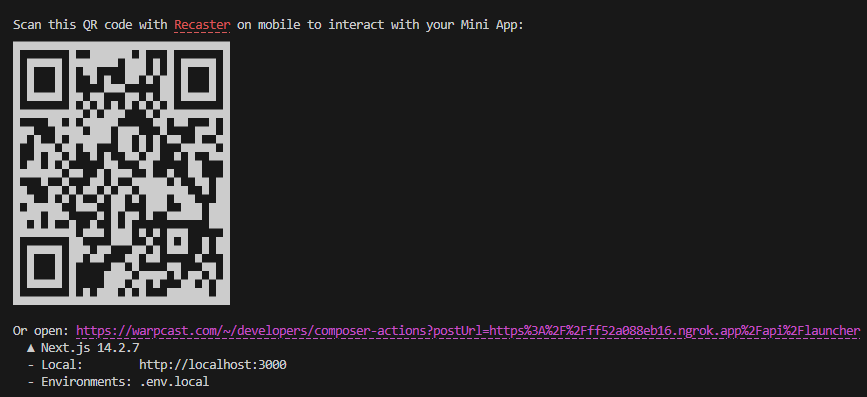 Scan this QR code with Recaster on mobile to interact with your Mini App:
Or open: https://warpcast.com/~/developers/composer-actions?postUrl=https%3A%2F%2Fff52a088eb16.ngrok.app%2Fapi%2Flauncher
▲ Next.js 14.2.7
- Local: http://localhost:3000
- Environments: .env.local